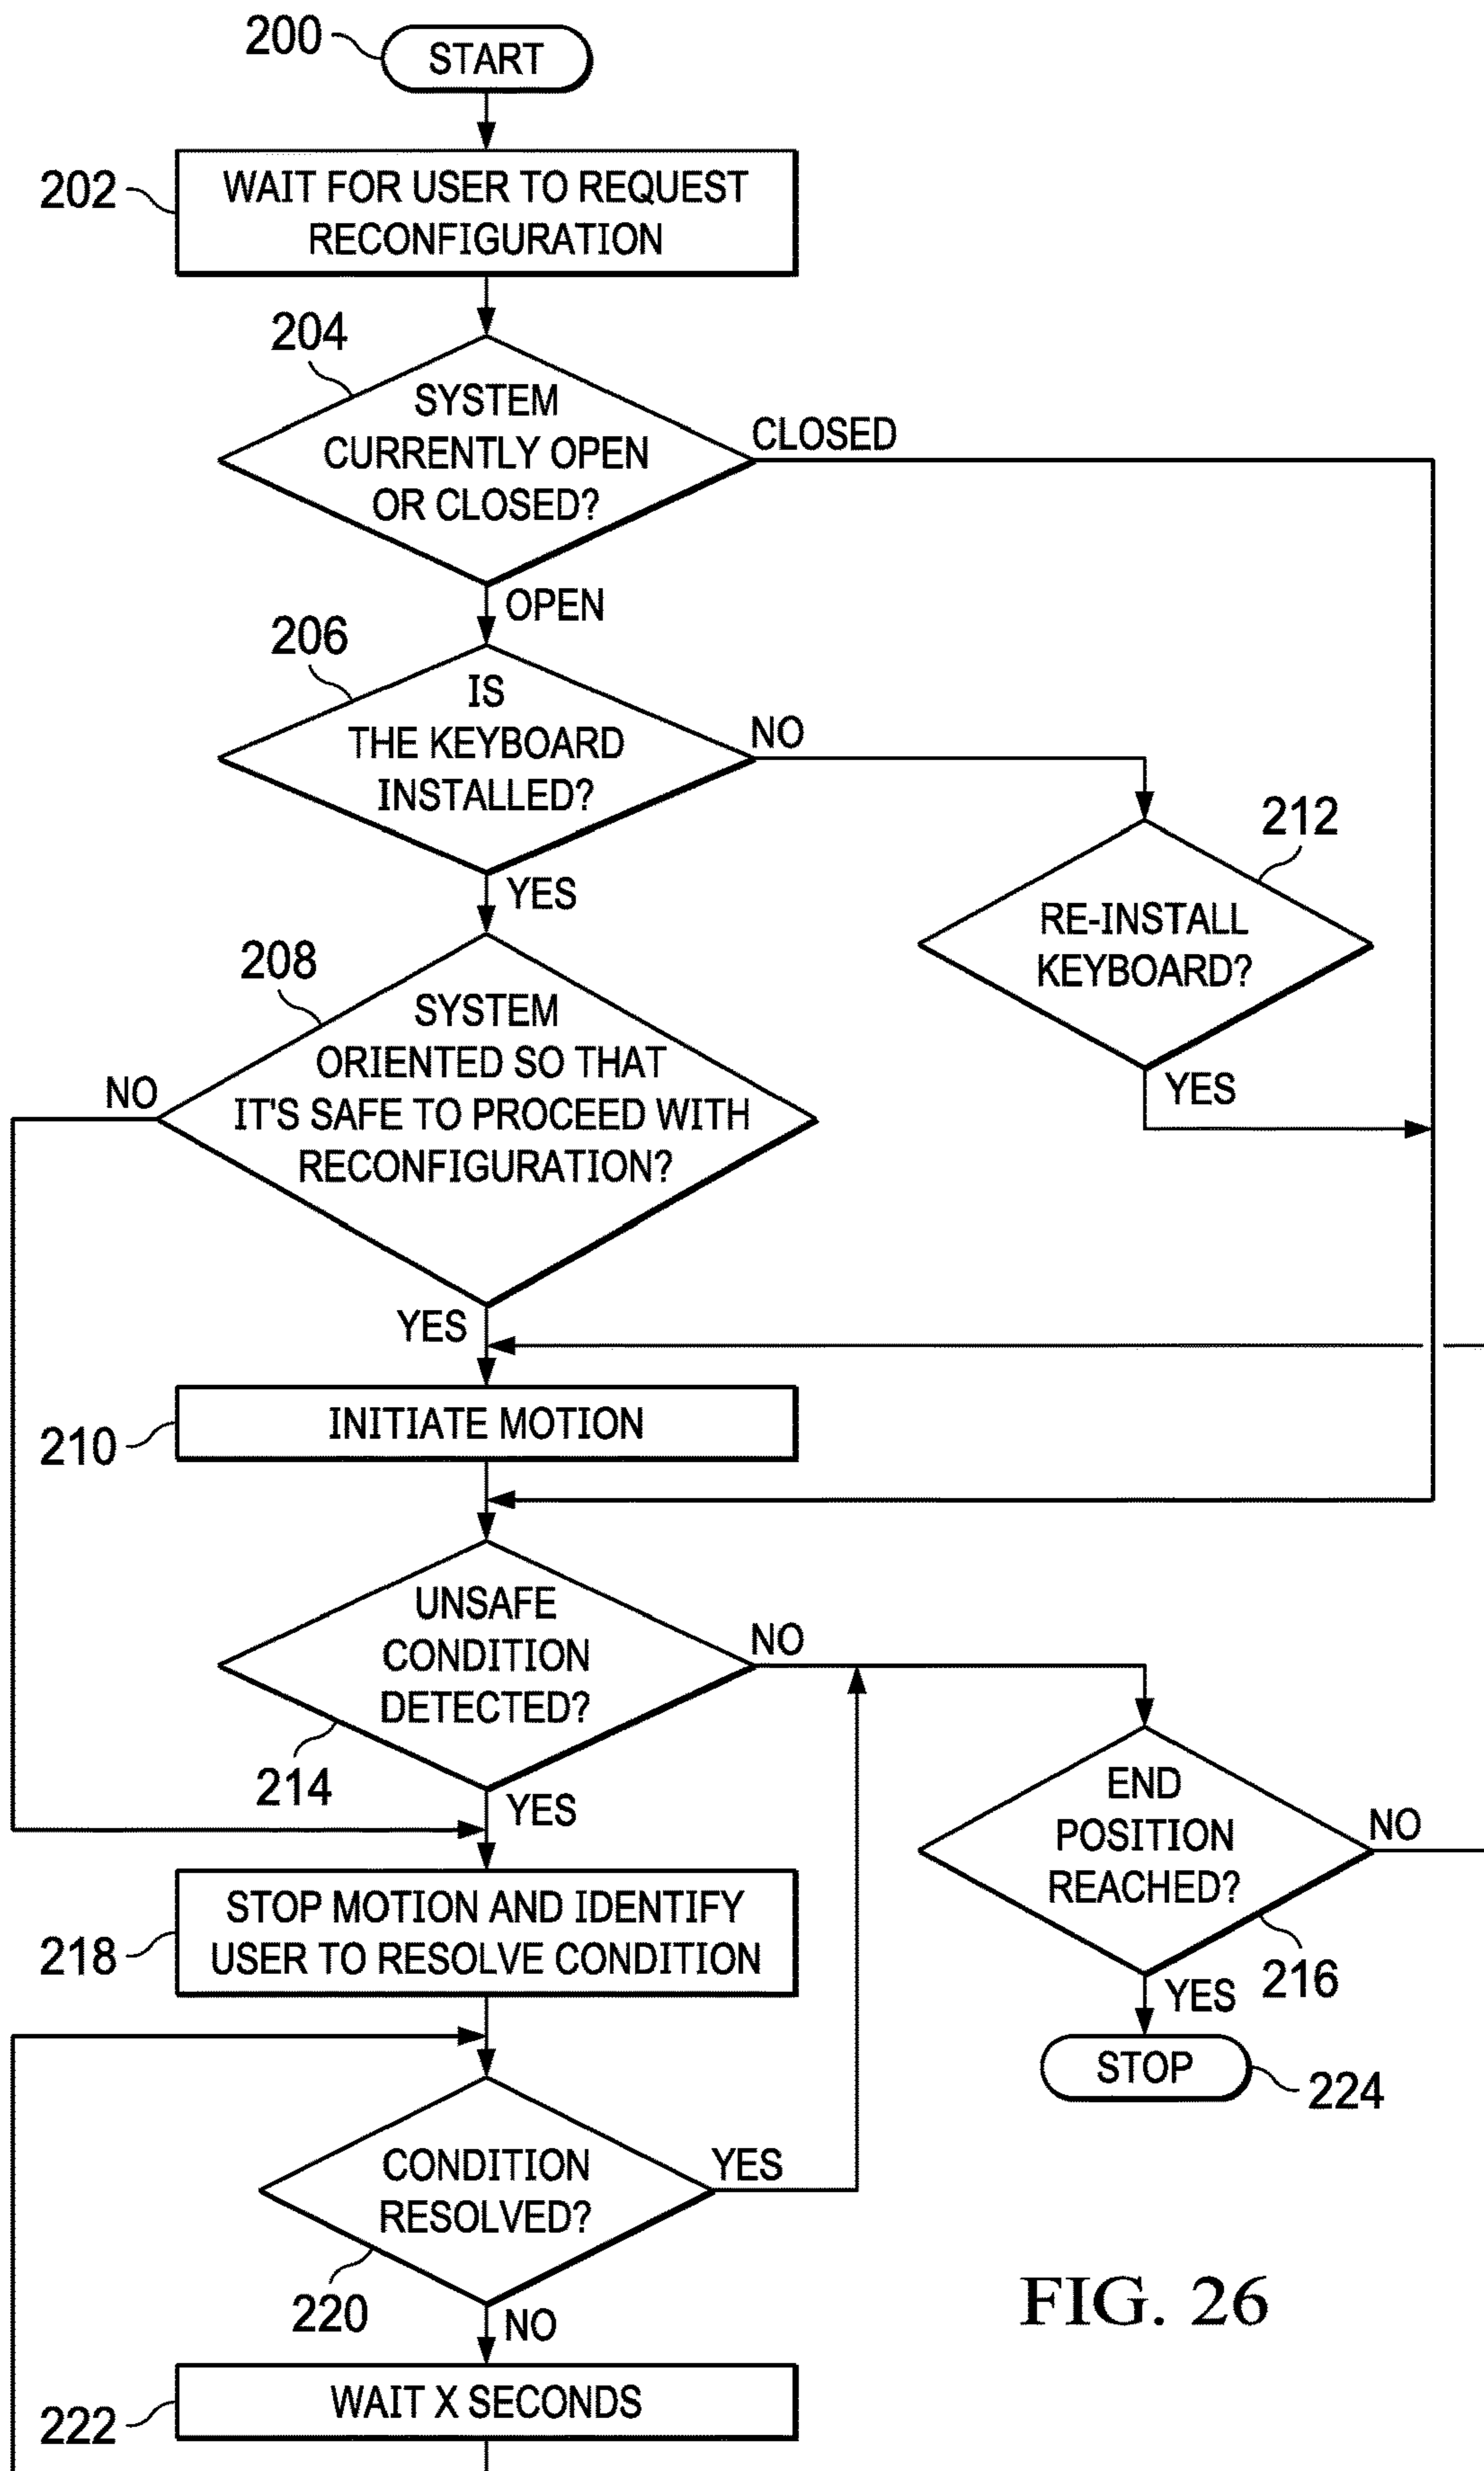 200
START
202
WAIT FOR USER TO REQUEST
RECONFIGURATION
204
SYSTEM
CURRENTLY OPEN
OR CLOSED?
CLOSED
OPEN
206
IS
THE KEYBOARD
INSTALLED?
NO
YES
212
RE-INSTALL
KEYBOARD?
YES
208
SYSTEM
ORIENTED SO THAT
IT'S SAFE TO PROCEED WITH
RECONFIGURATION?
NO
YES
210
INITIATE MOTION
UNSAFE
CONDITION
DETECTED?
NO
214
YES
END
POSITION
REACHED?
NO
216
YES
STOP
224
218
STOP MOTION AND IDENTIFY
USER TO RESOLVE CONDITION
CONDITION
RESOLVED?
YES
220
NO
222
WAIT X SECONDS
FIG. 26